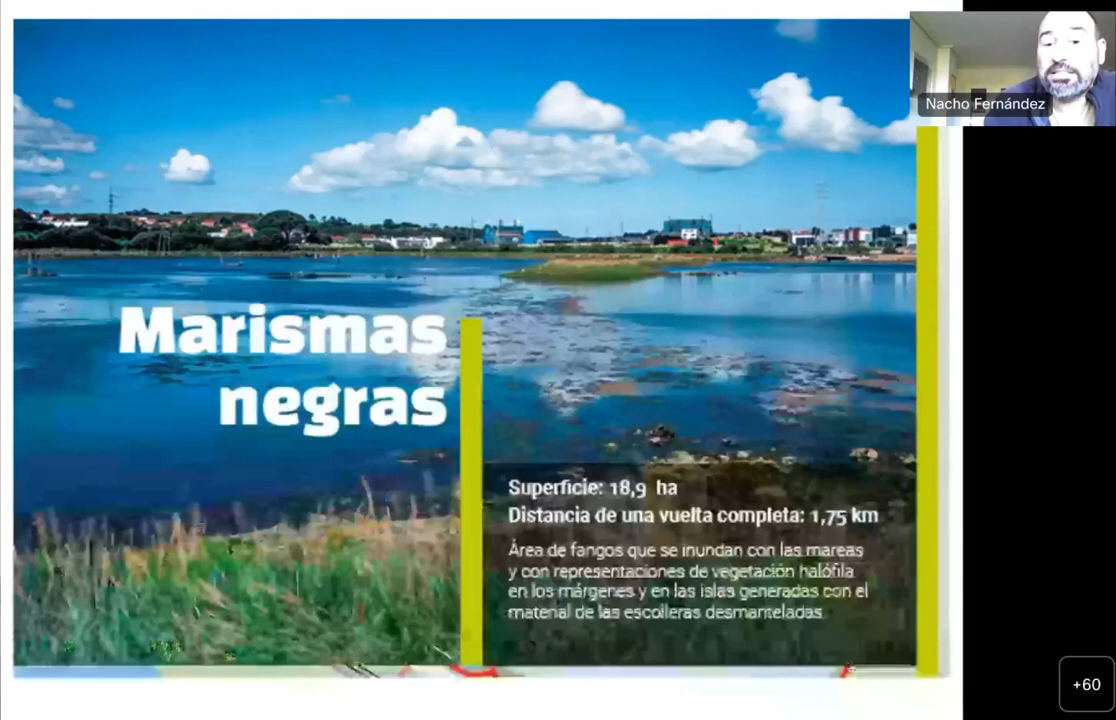 Nacho Fernández
Marismas
negras
Superficie: 18,9 ha
Distancia de una vuelta completa: 1,75 km
Área de fangos que se inundan con las mareas
y con representaciones de vegetación halófila
en los márgenes y en las islas generadas con el
material de las escolleras desmanteladas
+60